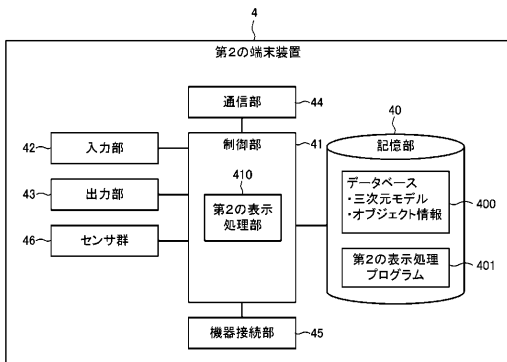 4
第2の端末装置
通信部
44
42
入力部
43
出力部
46
センサ群
制御部
41
410
第2の表示
処理部
機器接続部
45
40
記憶部
データベース
・三次元モデル
・オブジェクト情報
400
第2の表示処理
プログラム
401